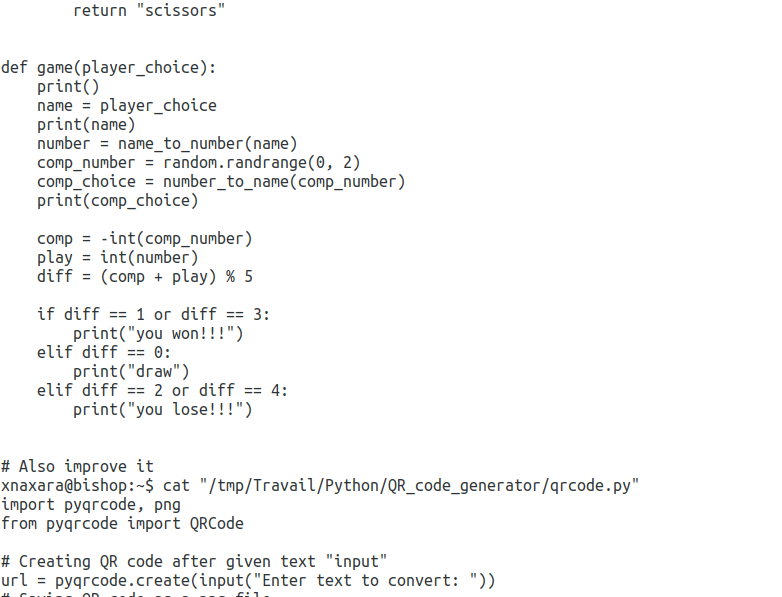 return "scissors"
def game(player_choice):
print()
name = player_choice
print(name)
number = name_to_number(name)
comp_number = random.randrange(0, 2)
comp_choice = number_to_name(comp_number)
print(comp_choice)
comp = -int(comp_number)
play = int(number)
diff = (comp + play) % 5
if diff == 1 or diff == 3:
print("you won!!!")
elif diff == 0:
print("draw")
elif diff == 2 or diff == 4:
print("you lose!!!")
# Also improve it
xnaxara@bishop:~$ cat "/tmp/Travail/Python/QR_code_generator/qrcode.py"
import pyqrcode, png
from pyqrcode import QRCode
# Creating QR code after given text "input"
url = pyqrcode.create(input("Enter text to convert: "))